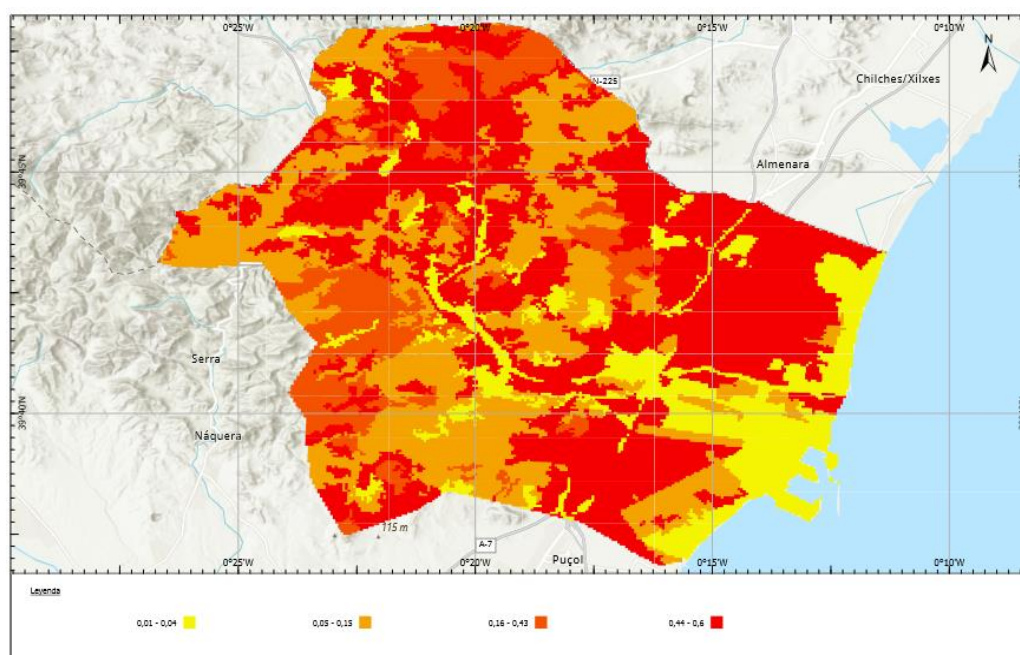 0°25'W 0°20'W 0°15'W 0°10'W
N
N-225
Chilches/Xilxes
Almenara
39°45'N
Serra
39°40'N
Náquera
115 m
A-7
Puçol
0°25'W 0°20'W 0°15'W 0°10'W
Leyenda
0,01 - 0,04 0,05 - 0,15 0,16 - 0,43 0,44 - 0,6